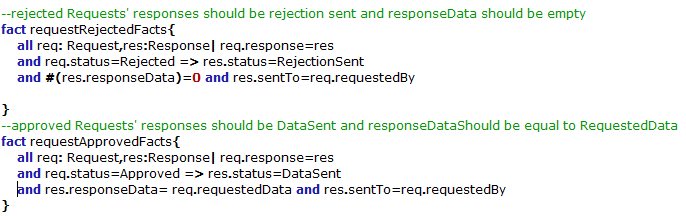 --rejected Requests' responses should be rejection sent and responseData should be empty
fact requestRejectedFacts{
all req: Request,res:Response| req.response=res
and req.status=Rejected => res.status=RejectionSent
and #(res.responseData)=0 and res.sentTo=req.requestedBy
}
--approved Requests' responses should be DataSent and responseDataShould be equal to RequestedData
fact requestApprovedFacts{
all req: Request,res:Response| req.response=res
and req.status=Approved => res.status=DataSent
and res.responseData= req.requestedData and res.sentTo=req.requestedBy
}